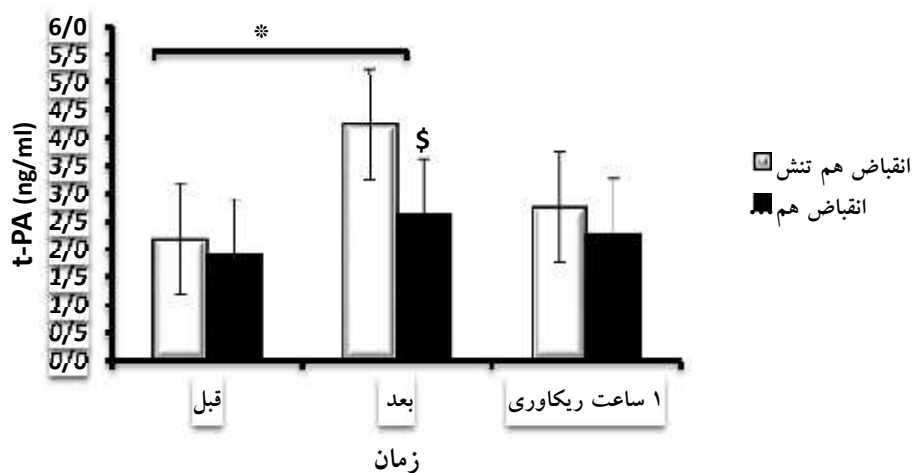 t-PA (ng/ml)
6/0
5/5
5/0
4/5
4/0
3/5
3/0
2/5
2/0
1/5
1/0
0/5
0/0
*
$
انقباض هم تنش
انقباض هم ...
قبل
بعد
۱ ساعت ریکاوری
زمان